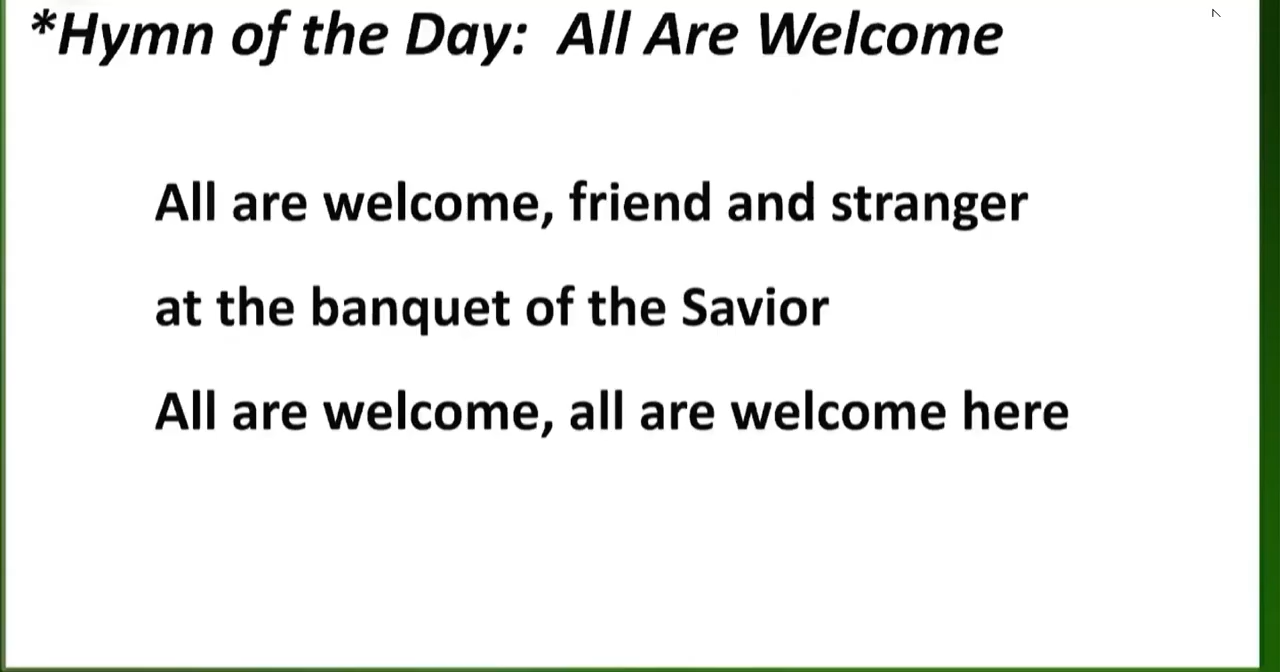 *Hymn of the Day: All Are Welcome
All are welcome, friend and stranger
at the banquet of the Savior
All are welcome, all are welcome here